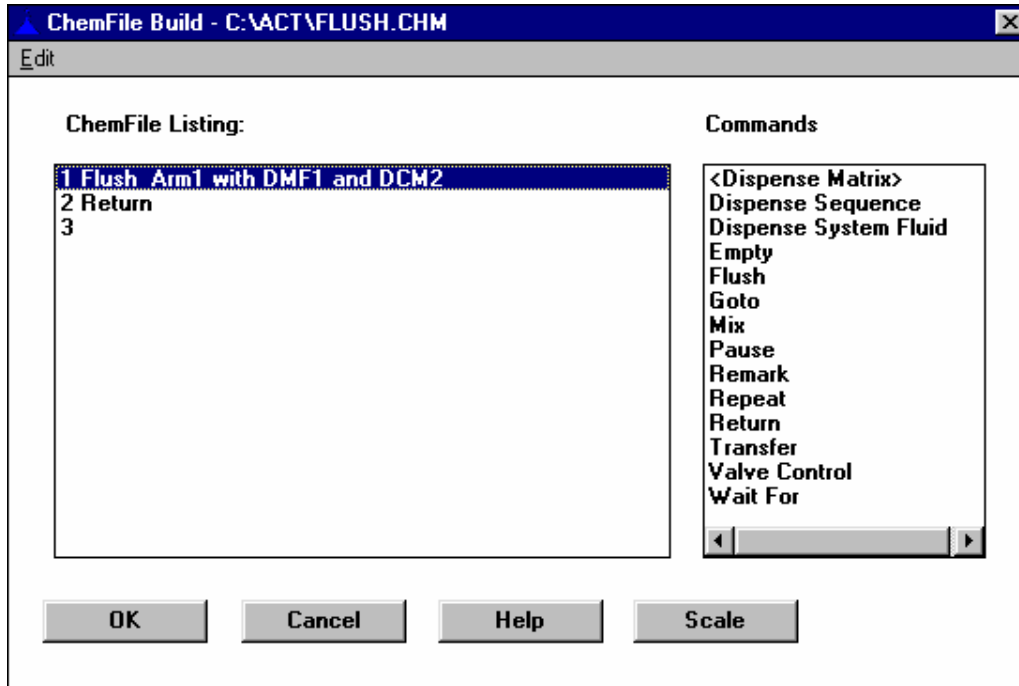 ChemFile Build - C:\ACT\FLUSH.CHM
Edit
ChemFile Listing:
1 Flush  Arm1 with DMF1 and DCM2
2 Return
3
Commands
<Dispense Matrix>
Dispense Sequence
Dispense System Fluid
Empty
Flush
Goto
Mix
Pause
Remark
Repeat
Return
Transfer
Valve Control
Wait For
OK Cancel Help Scale